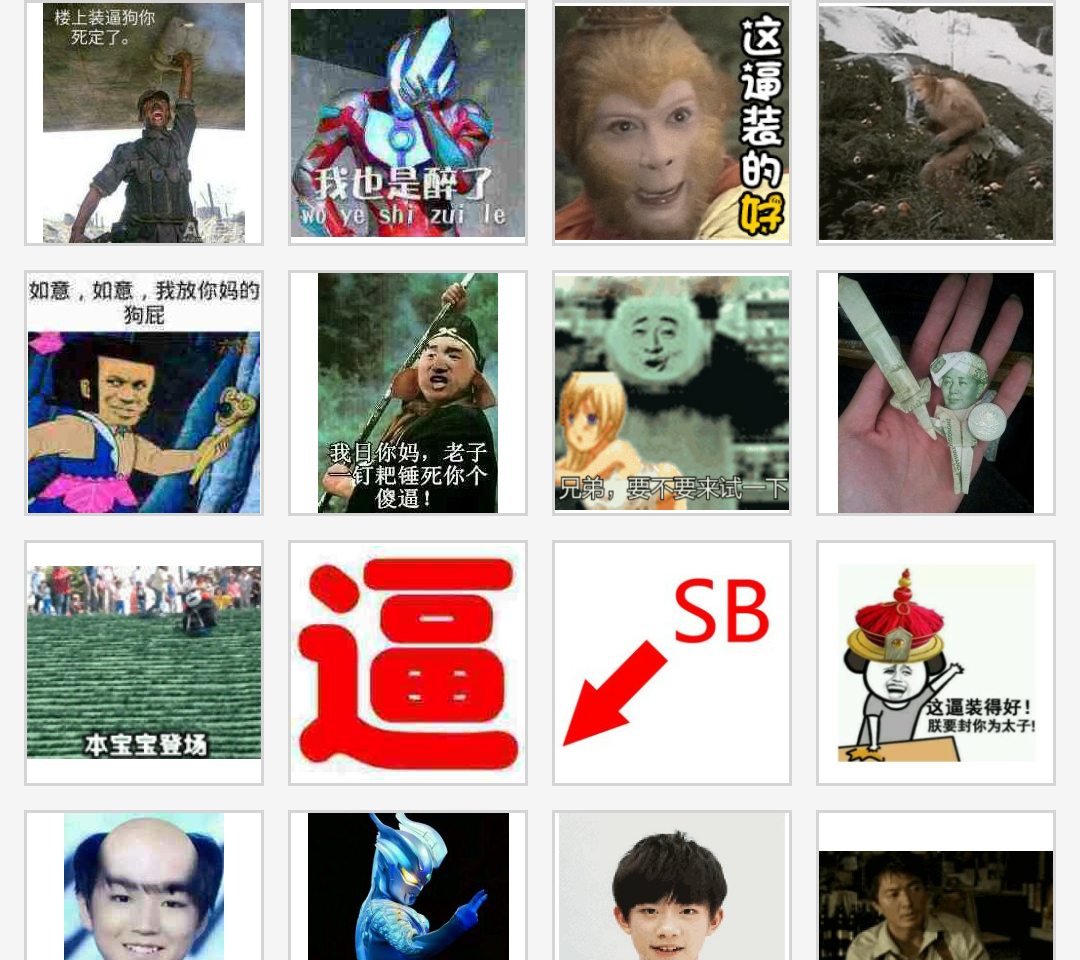 楼上装逼狗你
死定了。
我也是醉了
wo ye shi zui le
这逼装的好
如意，如意，我放你妈的
狗屁
我日你妈，老子
一钉耙锤死你个
傻逼！
兄弟，要不要来试一下
本宝宝登场
逼
SB
这逼装得好！
朕要封你为太子!